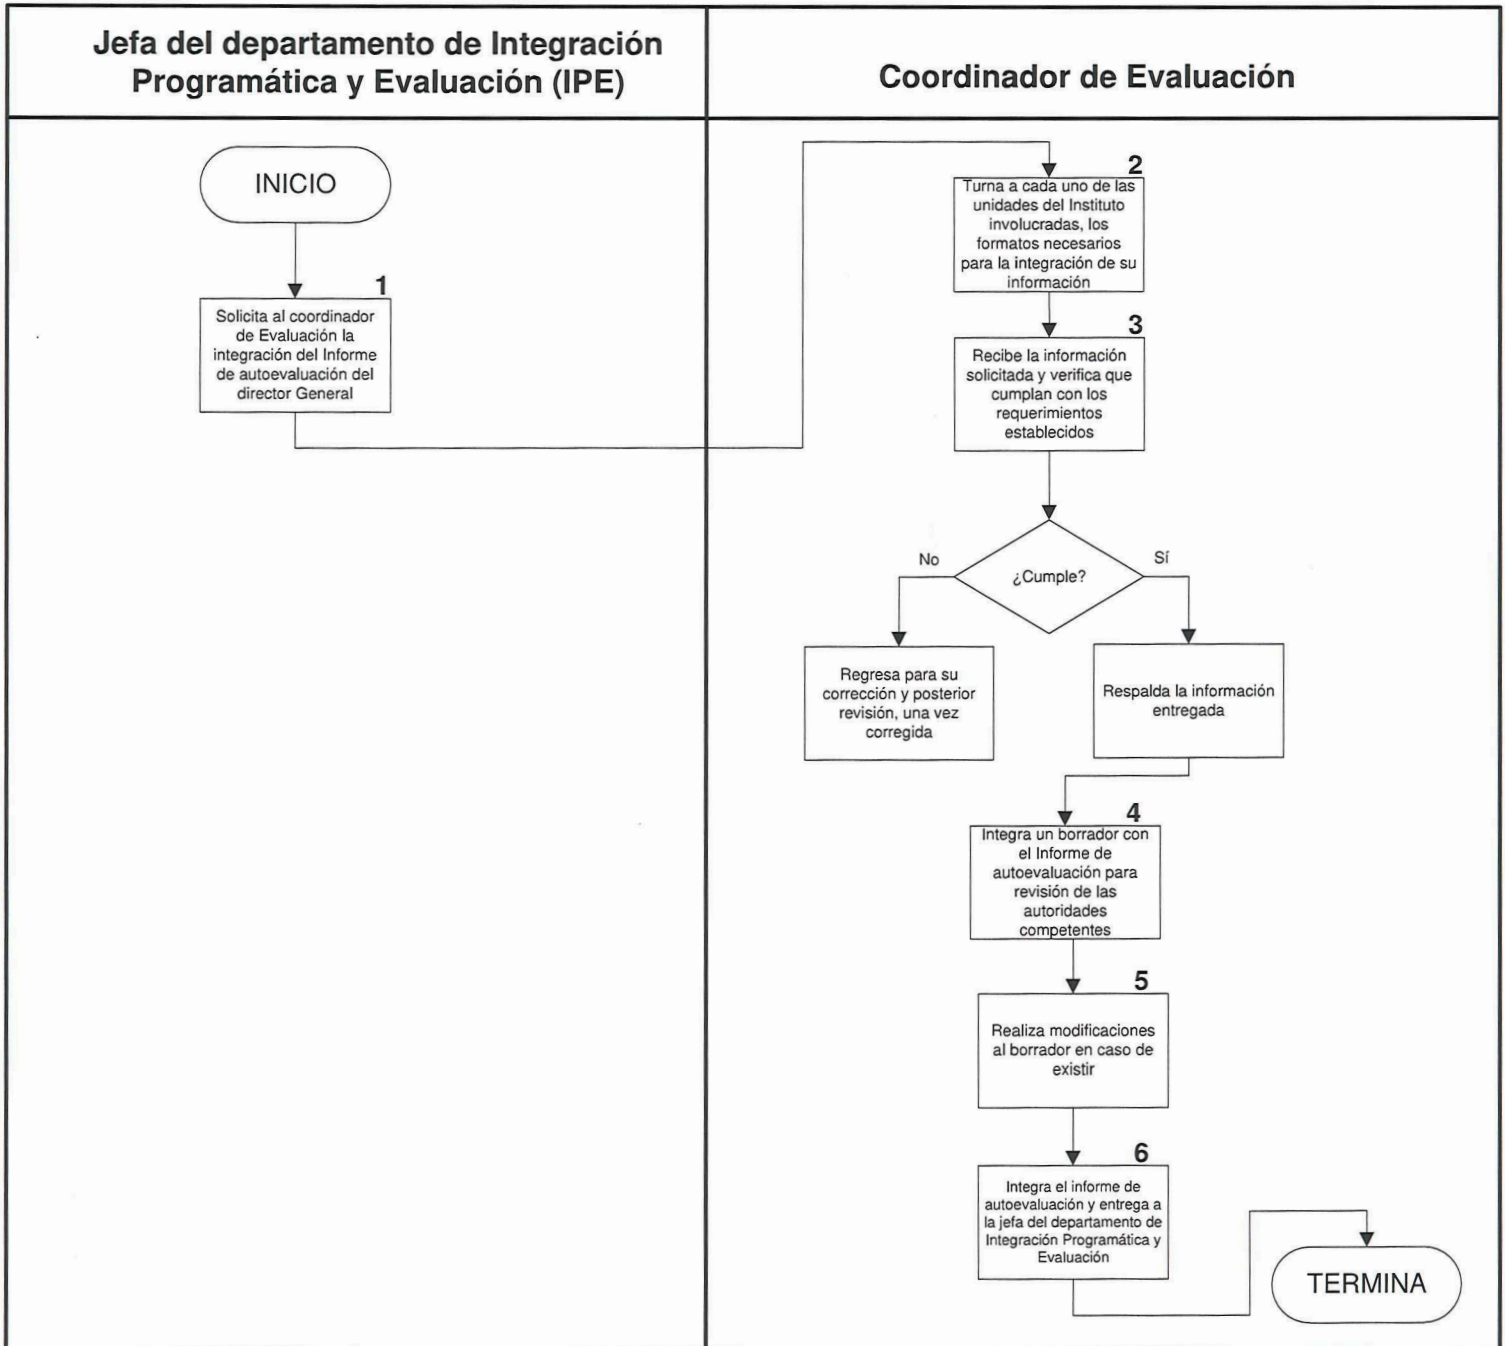 Jefa del departamento de Integración
Programática y Evaluación (IPE)
Coordinador de Evaluación
INICIO
1
Solicita al coordinador
de Evaluación la
integración del Informe
de autoevaluación del
director General
2
Turna a cada uno de las
unidades del Instituto
involucradas, los
formatos necesarios
para la integración de su
información
3
Recibe la información
solicitada y verifica que
cumplan con los
requerimientos
establecidos
¿Cumple?
No
Sí
Regresa para su
corrección y posterior
revisión, una vez
corregida
Respalda la información
entregada
4
Integra un borrador con
el Informe de
autoevaluación para
revisión de las
autoridades
competentes
5
Realiza modificaciones
al borrador en caso de
existir
6
Integra el informe de
autoevaluación y entrega a
la jefa del departamento de
Integración Programática y
Evaluación
TERMINA